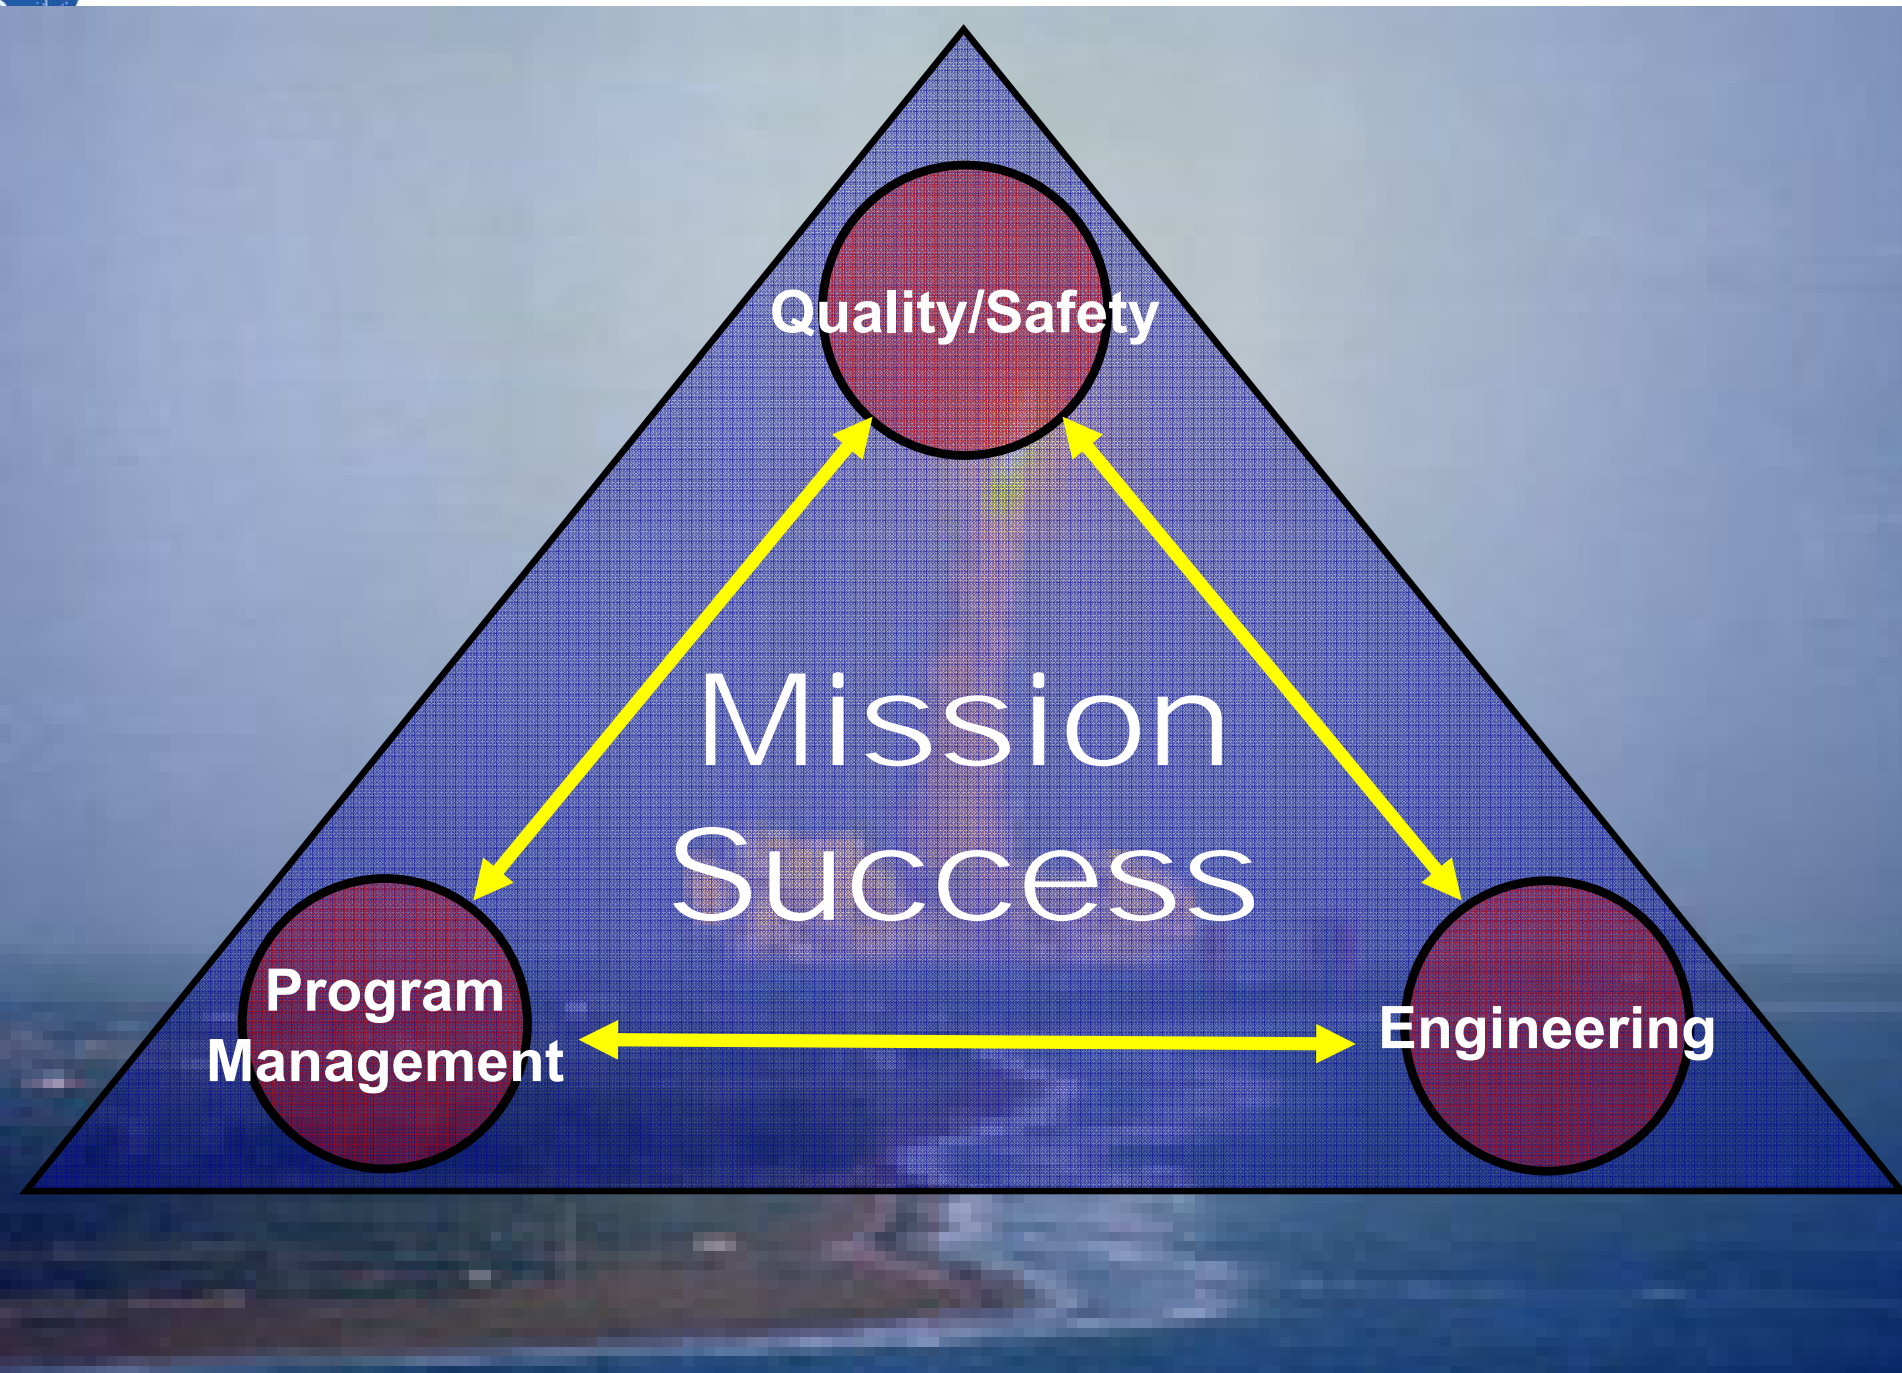 Quality/Safety
Mission
Success
Program
Management
Engineering